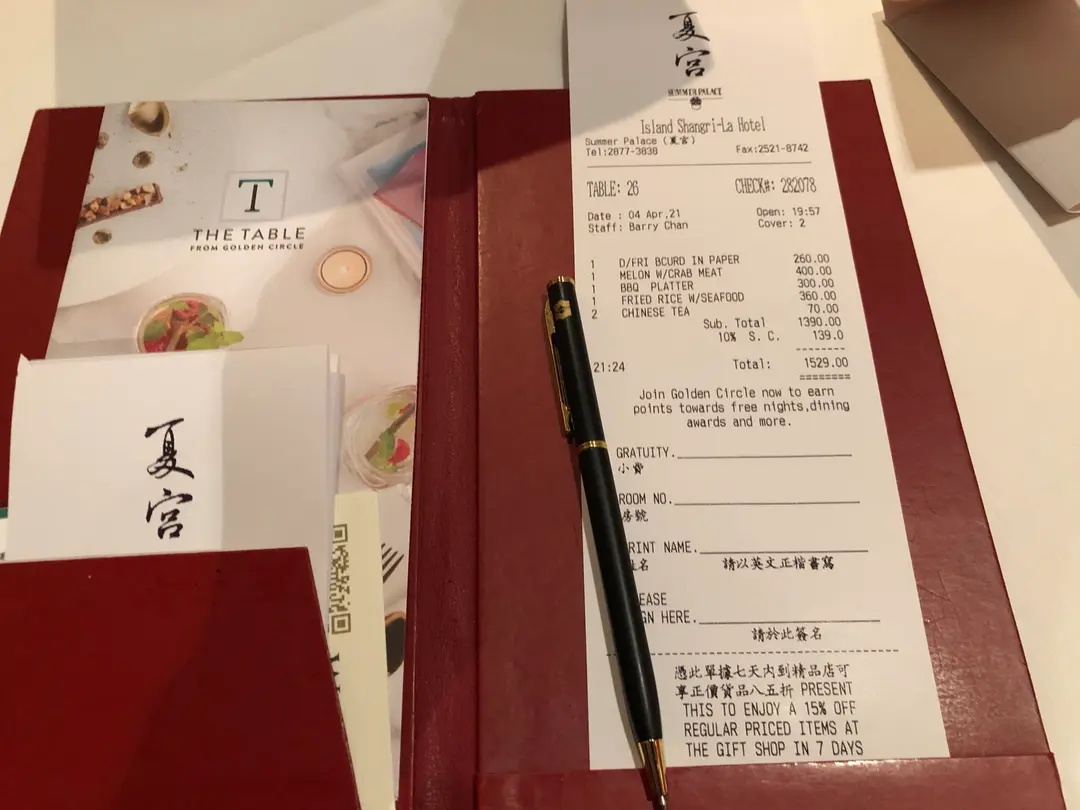 T
THE TABLE
FROM GOLDEN CIRCLE
夏
宮
夏
宮
SUMMER PALACE
Island Shangri-La Hotel
Summer Palace (夏宮)
Tel:2877-3838 Fax:2521-8742
TABLE: 26 CHECK#: 282078
Date : 04 Apr,21 Open: 19:57
Staff: Barry Chan Cover: 2
1 D/FRI BCURD IN PAPER 260.00
1 MELON W/CRAB MEAT 400.00
1 BBQ PLATTER 300.00
1 FRIED RICE W/SEAFOOD 360.00
2 CHINESE TEA 70.00
Sub. Total 1390.00
10% S. C. 139.0
--------
21:24 Total: 1529.00
========
Join Golden Circle now to earn
points towards free nights,dining
awards and more.
GRATUITY.
小費
ROOM NO.
房號
RINT NAME.
姓名 請以英文正楷書寫
EASE
GN HERE.
請於此簽名
憑此單據七天內到精品店可
享正價貨品八五折 PRESENT
THIS TO ENJOY A 15% OFF
REGULAR PRICED ITEMS AT
THE GIFT SHOP IN 7 DAYS